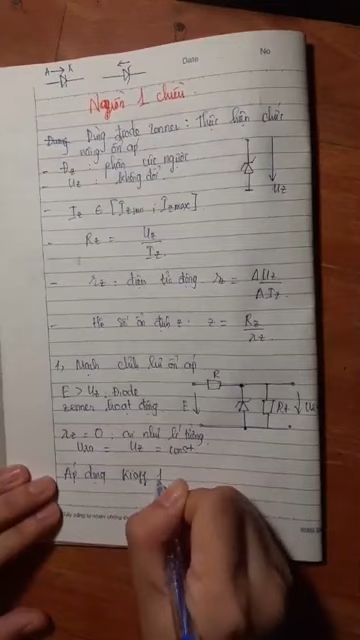 Date
No
A K
Nguồn 1 chiều
Dùng diode zenner : thực hiện chức
năng ổn áp
- Dz : phân cực ngược
Uz : không đổi
Uz
- Iz ∈ [Izmin ; Izmax]
- Rz = Uz / Iz
- rz : điện trở động rz = ΔUz / ΔIz
- Hệ số ổn định z : z = Rz / rz
1, Mạch chỉnh lưu ổn áp
R
E > Uz, Diode
zenner hoạt động
E
Rt
rz = 0 : coi như lí tưởng
Ura = Uz = const
Áp dụng Kioff 1